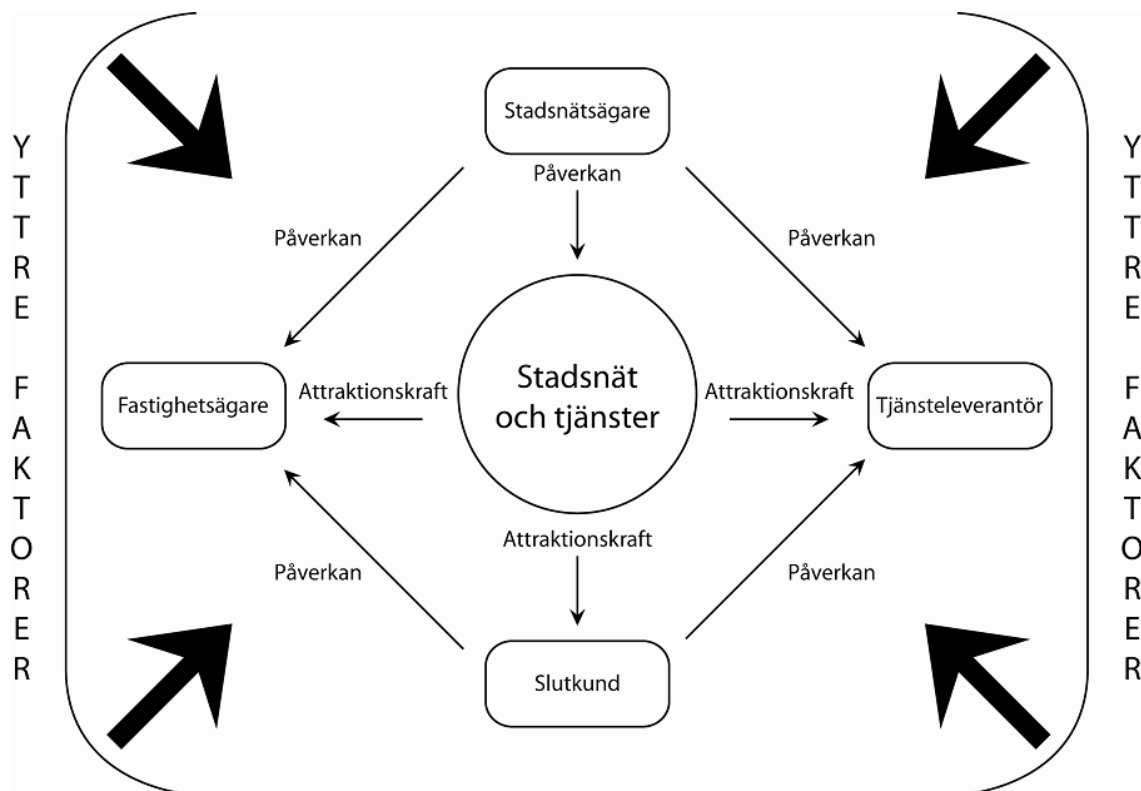 Stadsnätsägare
Påverkan
Påverkan
Påverkan
YTTRE FAKTORER
YTTRE FAKTORER
Fastighetsägare
Attraktionskraft
Stadsnät
och tjänster
Attraktionskraft
Tjänsteleverantör
Attraktionskraft
Påverkan
Påverkan
Slutkund